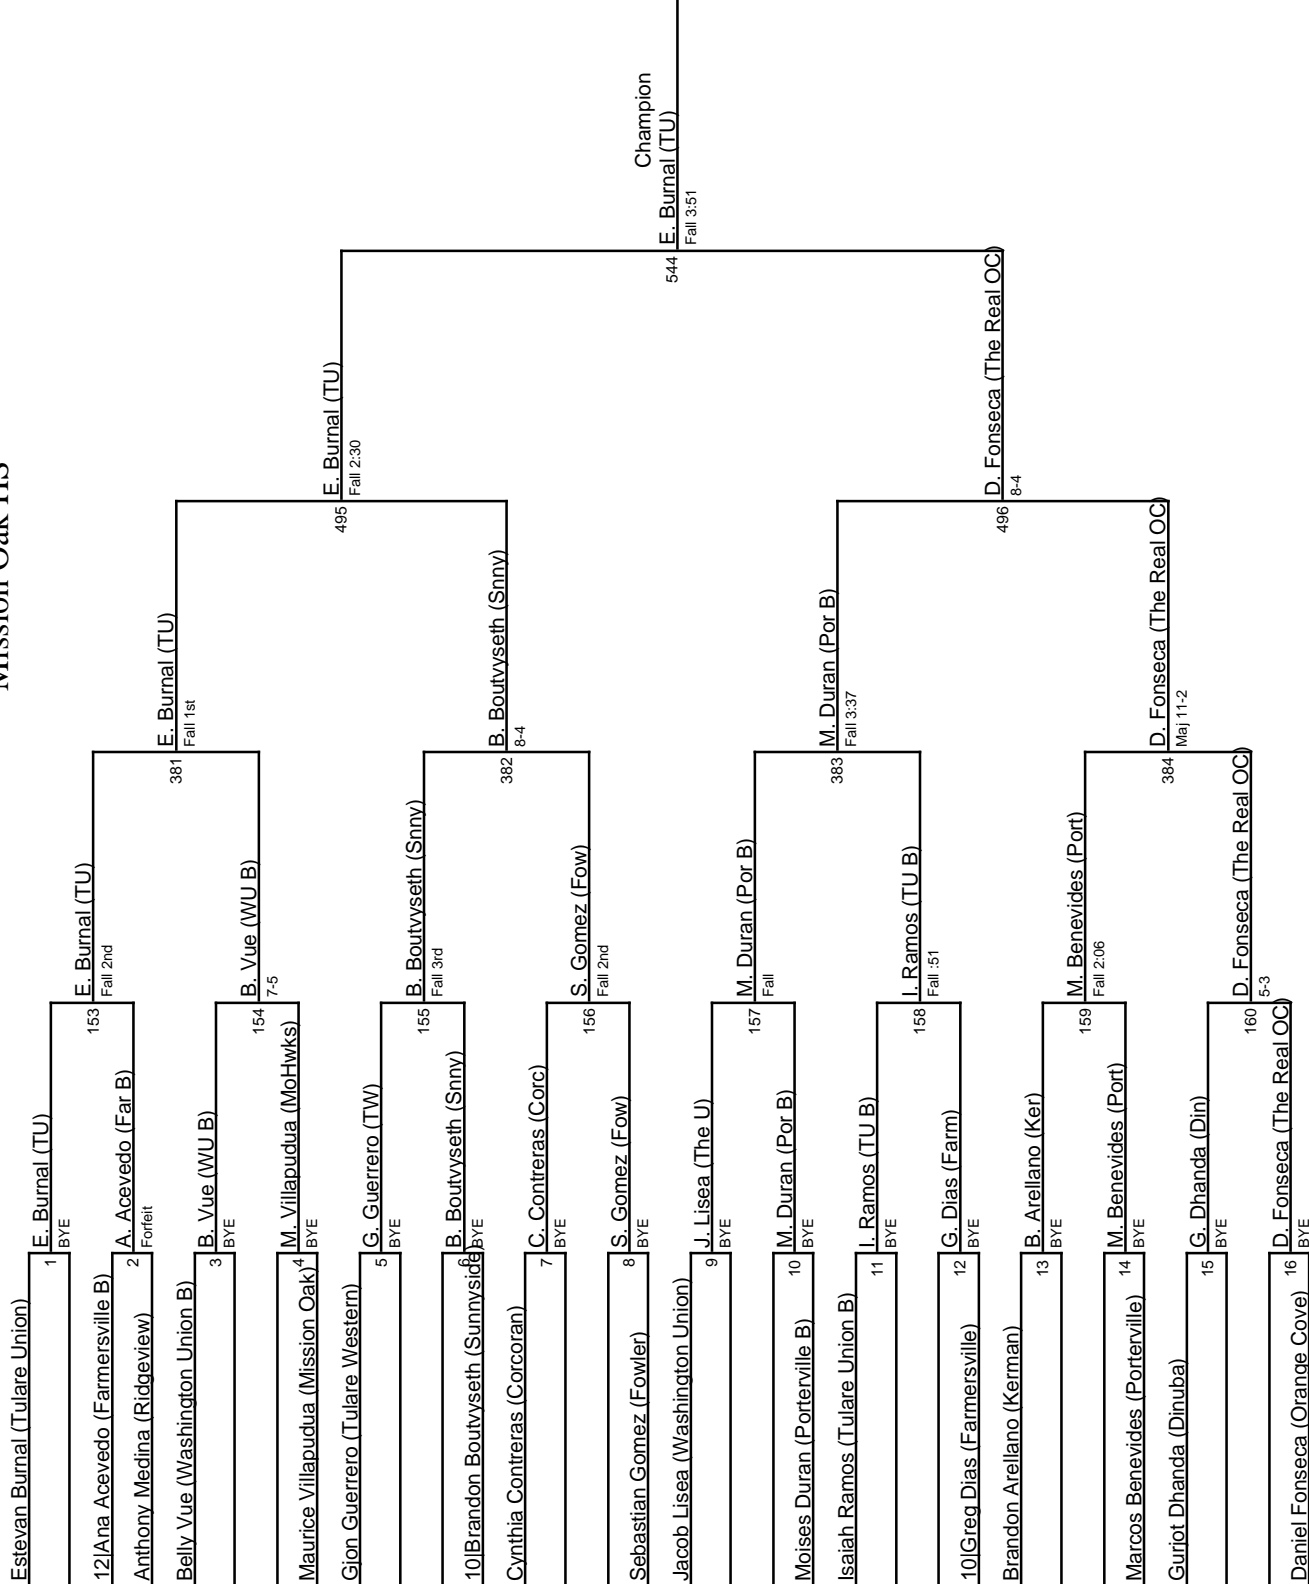 Mission Oak HS
Estevan Burnal (Tulare Union)
12|Ana Acevedo (Farmersville B)
Anthony Medina (Ridgeview)
Belly Vue (Washington Union B)
Maurice Villapudua (Mission Oak)
Gjon Guerrero (Tulare Western)
10|Brandon Boutvyseth (Sunnyside)
Cynthia Contreras (Corcoran)
Sebastian Gomez (Fowler)
Jacob Lisea (Washington Union)
Moises Duran (Porterville B)
Isaiah Ramos (Tulare Union B)
10|Greg Dias (Farmersville)
Brandon Arellano (Kerman)
Marcos Benevides (Porterville)
Gurjot Dhanda (Dinuba)
Daniel Fonseca (Orange Cove)
1
E. Burnal (TU)
BYE
2
A. Acevedo (Far B)
Forfeit
3
B. Vue (WU B)
BYE
4
M. Villapudua (MoHwks)
BYE
5
G. Guerrero (TW)
BYE
6
B. Boutvyseth (Snny)
BYE
7
C. Contreras (Corc)
BYE
8
S. Gomez (Fow)
BYE
9
J. Lisea (The U)
BYE
10
M. Duran (Por B)
BYE
11
I. Ramos (TU B)
BYE
12
G. Dias (Farm)
BYE
13
B. Arellano (Ker)
BYE
14
M. Benevides (Port)
BYE
15
G. Dhanda (Din)
BYE
16
D. Fonseca (The Real OC)
BYE
153
E. Burnal (TU)
Fall 2nd
154
B. Vue (WU B)
7-5
155
B. Boutvyseth (Snny)
Fall 3rd
156
S. Gomez (Fow)
Fall 2nd
157
M. Duran (Por B)
Fall
158
I. Ramos (TU B)
Fall :51
159
M. Benevides (Port)
Fall 2:06
160
D. Fonseca (The Real OC)
5-3
381
E. Burnal (TU)
Fall 1st
382
B. Boutvyseth (Snny)
8-4
383
M. Duran (Por B)
Fall 3:37
384
D. Fonseca (The Real OC)
Maj 11-2
495
E. Burnal (TU)
Fall 2:30
496
D. Fonseca (The Real OC)
8-4
544
Champion
E. Burnal (TU)
Fall 3:51